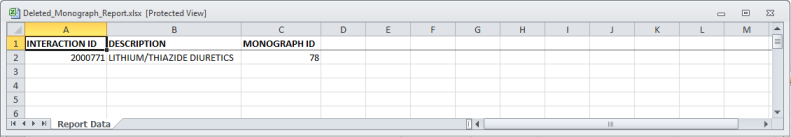 Deleted_Monograph_Report.xlsx [Protected View]
A B C D E F G H I J K L M
1 INTERACTION ID DESCRIPTION MONOGRAPH ID
2 2000771 LITHIUM/THIAZIDE DIURETICS 78
3
4
5
6
Report Data